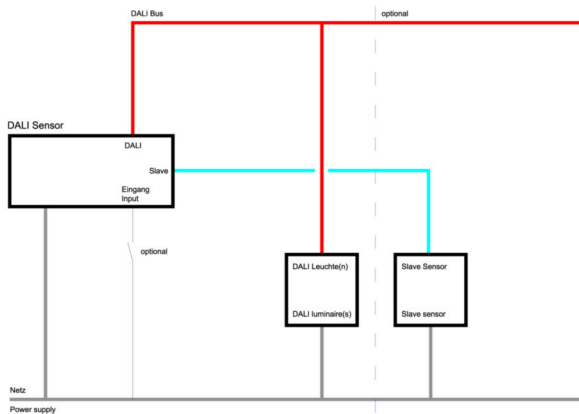 DALI Bus
optional
DALI Sensor
DALI
Slave
Eingang
Input
optional
DALI Leuchte(n)
Slave Sensor
DALI luminaire(s)
Slave sensor
Netz
Power supply